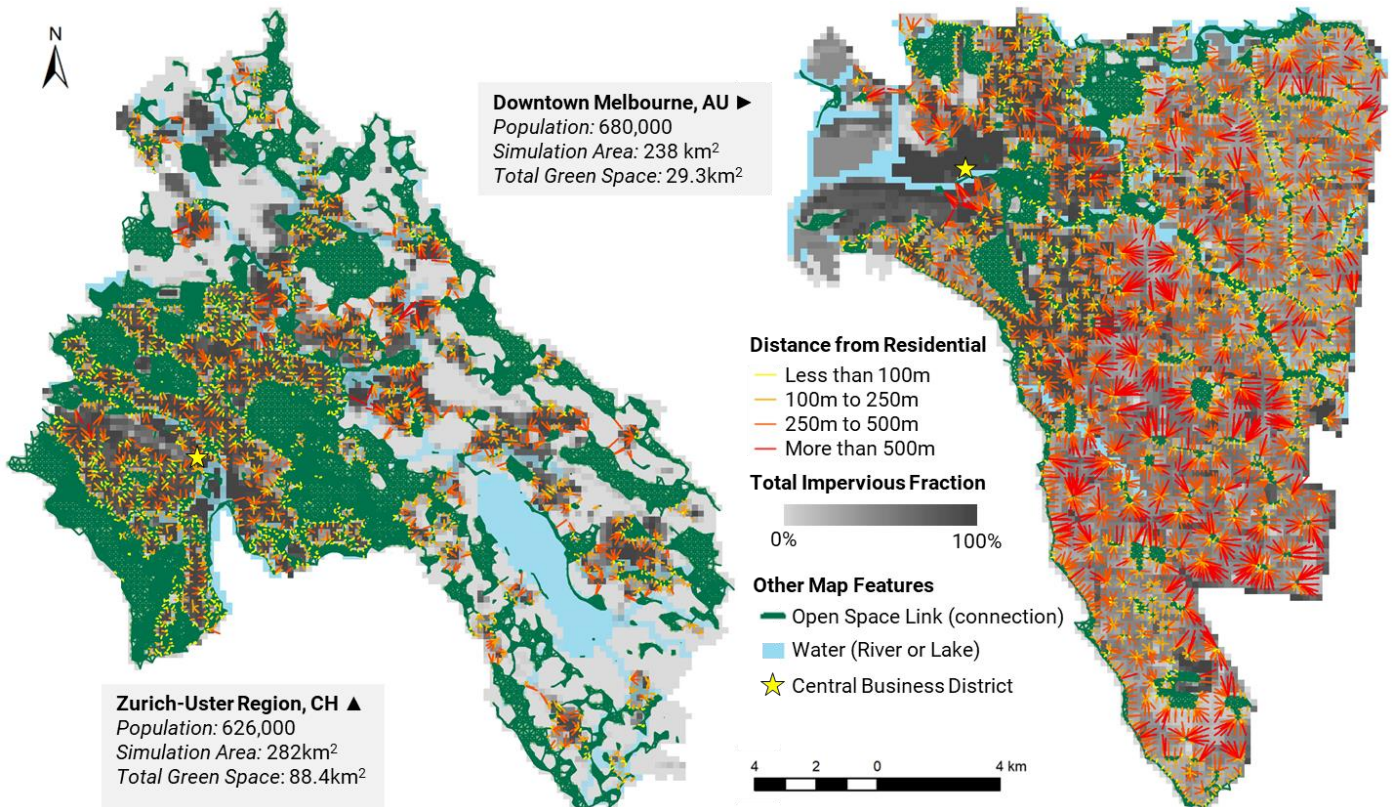 N
Downtown Melbourne, AU ►
Population: 680,000
Simulation Area: 238 km²
Total Green Space: 29.3km²
Distance from Residential
Less than 100m
100m to 250m
250m to 500m
More than 500m
Total Impervious Fraction
0% 100%
Other Map Features
Open Space Link (connection)
Water (River or Lake)
Central Business District
Zurich-Uster Region, CH ▲
Population: 626,000
Simulation Area: 282km²
Total Green Space: 88.4km²
4 2 0 4 km